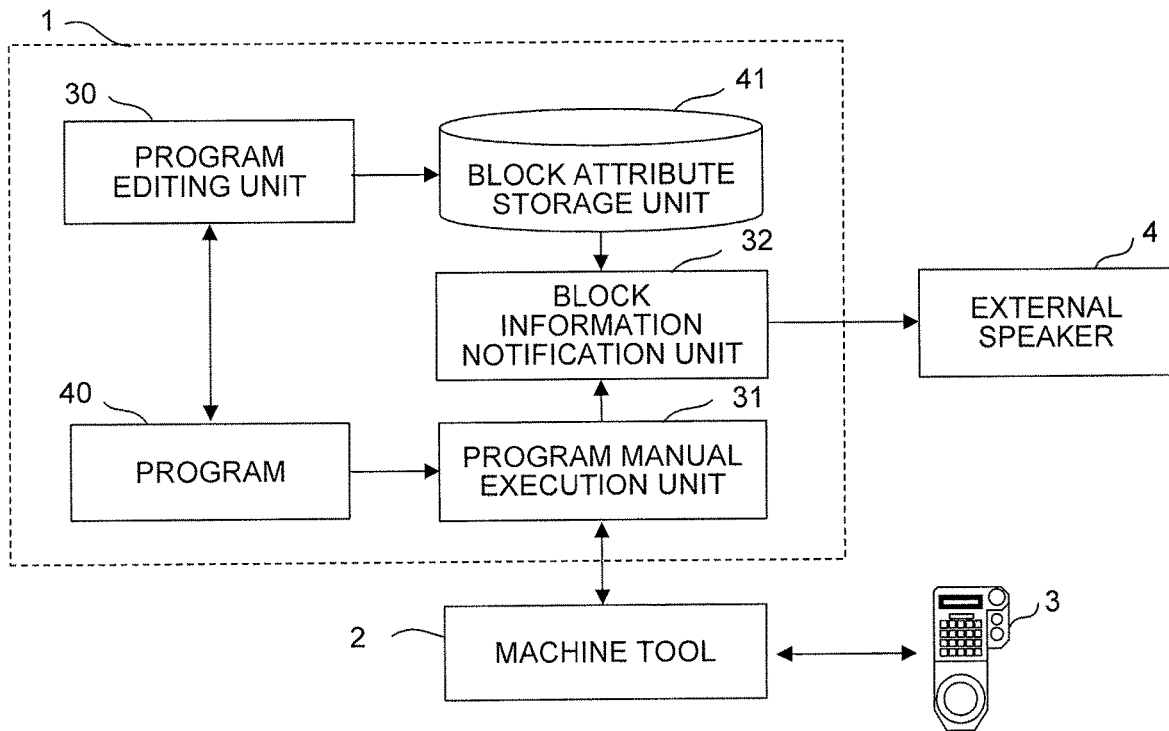 1
30
PROGRAM
EDITING UNIT
41
BLOCK ATTRIBUTE
STORAGE UNIT
32
BLOCK
INFORMATION
NOTIFICATION UNIT
4
EXTERNAL
SPEAKER
40
PROGRAM
31
PROGRAM MANUAL
EXECUTION UNIT
2
MACHINE TOOL
3